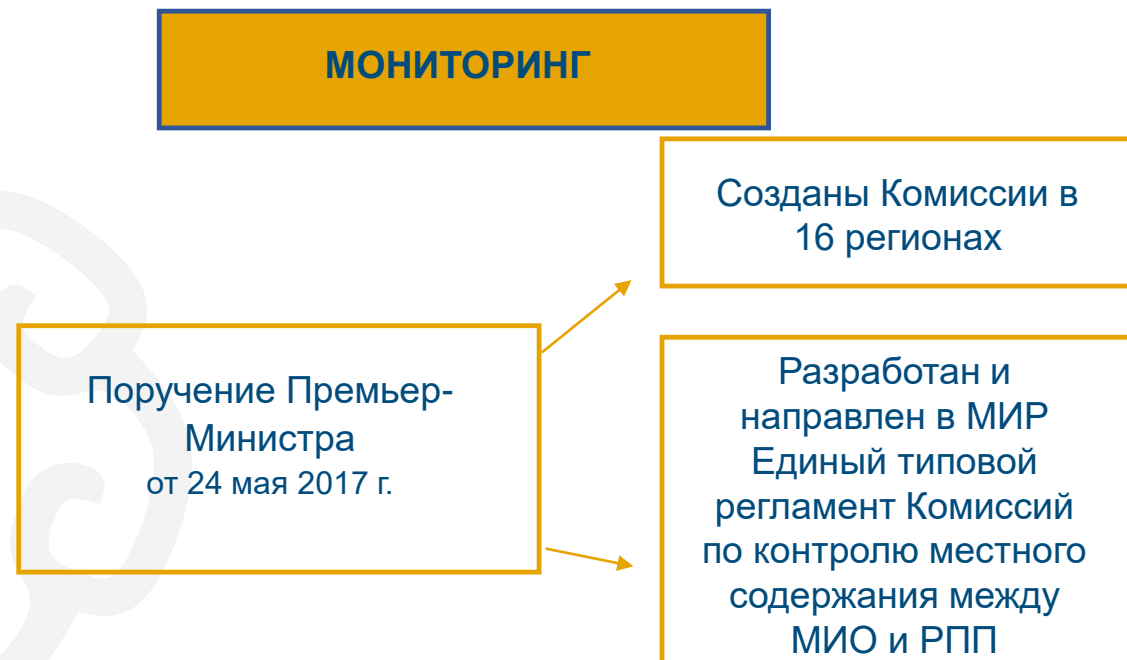 МОНИТОРИНГ
Созданы Комиссии в
16 регионах
Поручение Премьер-
Министра
от 24 мая 2017 г.
Разработан и
направлен в МИР
Единый типовой
регламент Комиссий
по контролю местного
содержания между
МИО и РПП